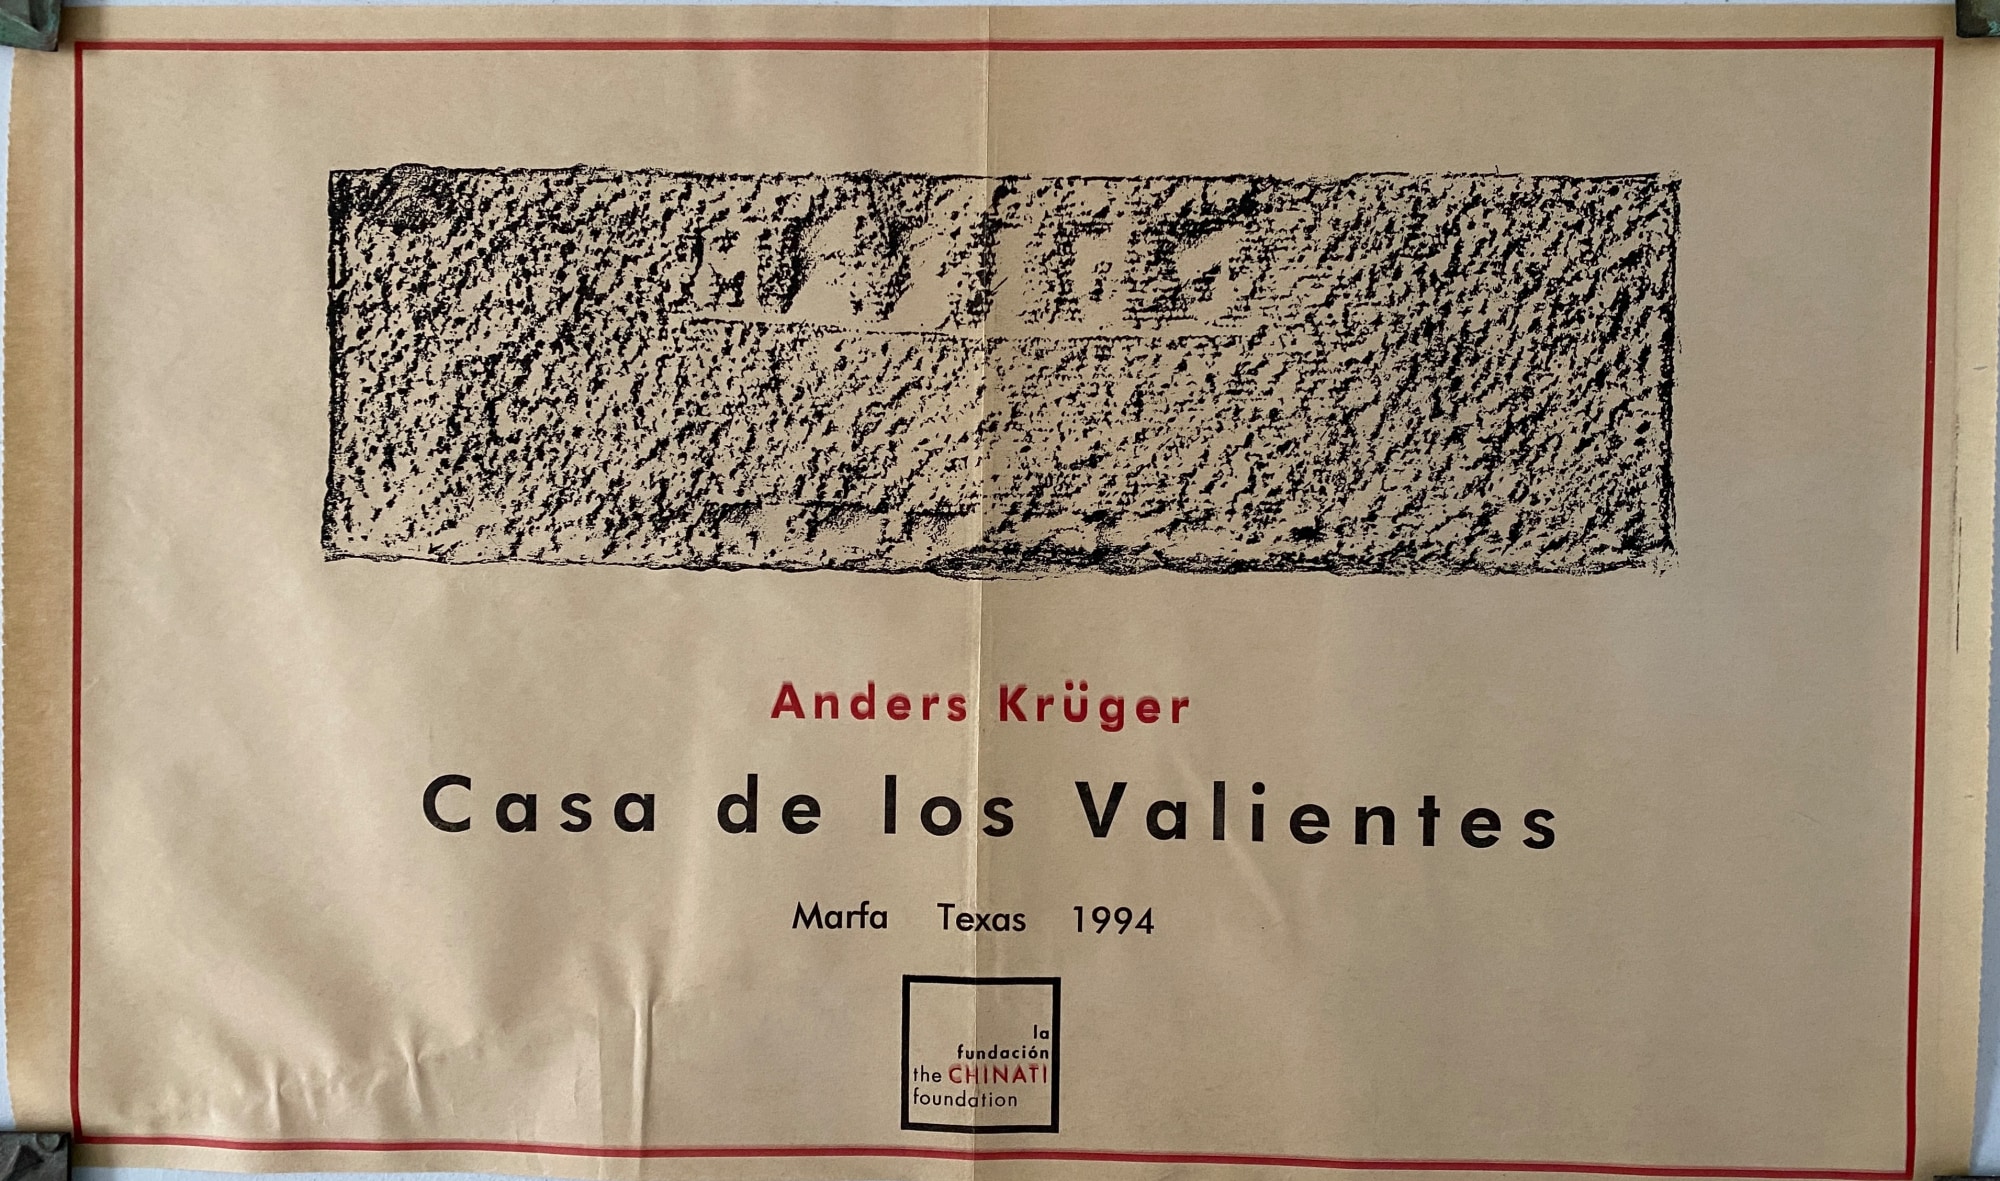 Anders Krüger
Casa de los Valientes
Marfa Texas 1994
la
fundación
the CHINATI
foundation